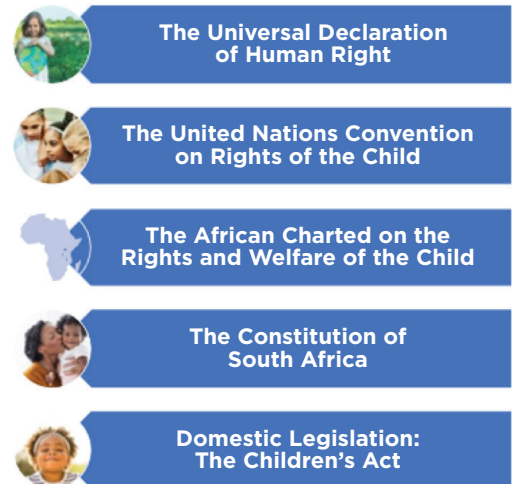 The Universal Declaration
of Human Right
The United Nations Convention
on Rights of the Child
The African Charted on the
Rights and Welfare of the Child
The Constitution of
South Africa
Domestic Legislation:
The Children's Act